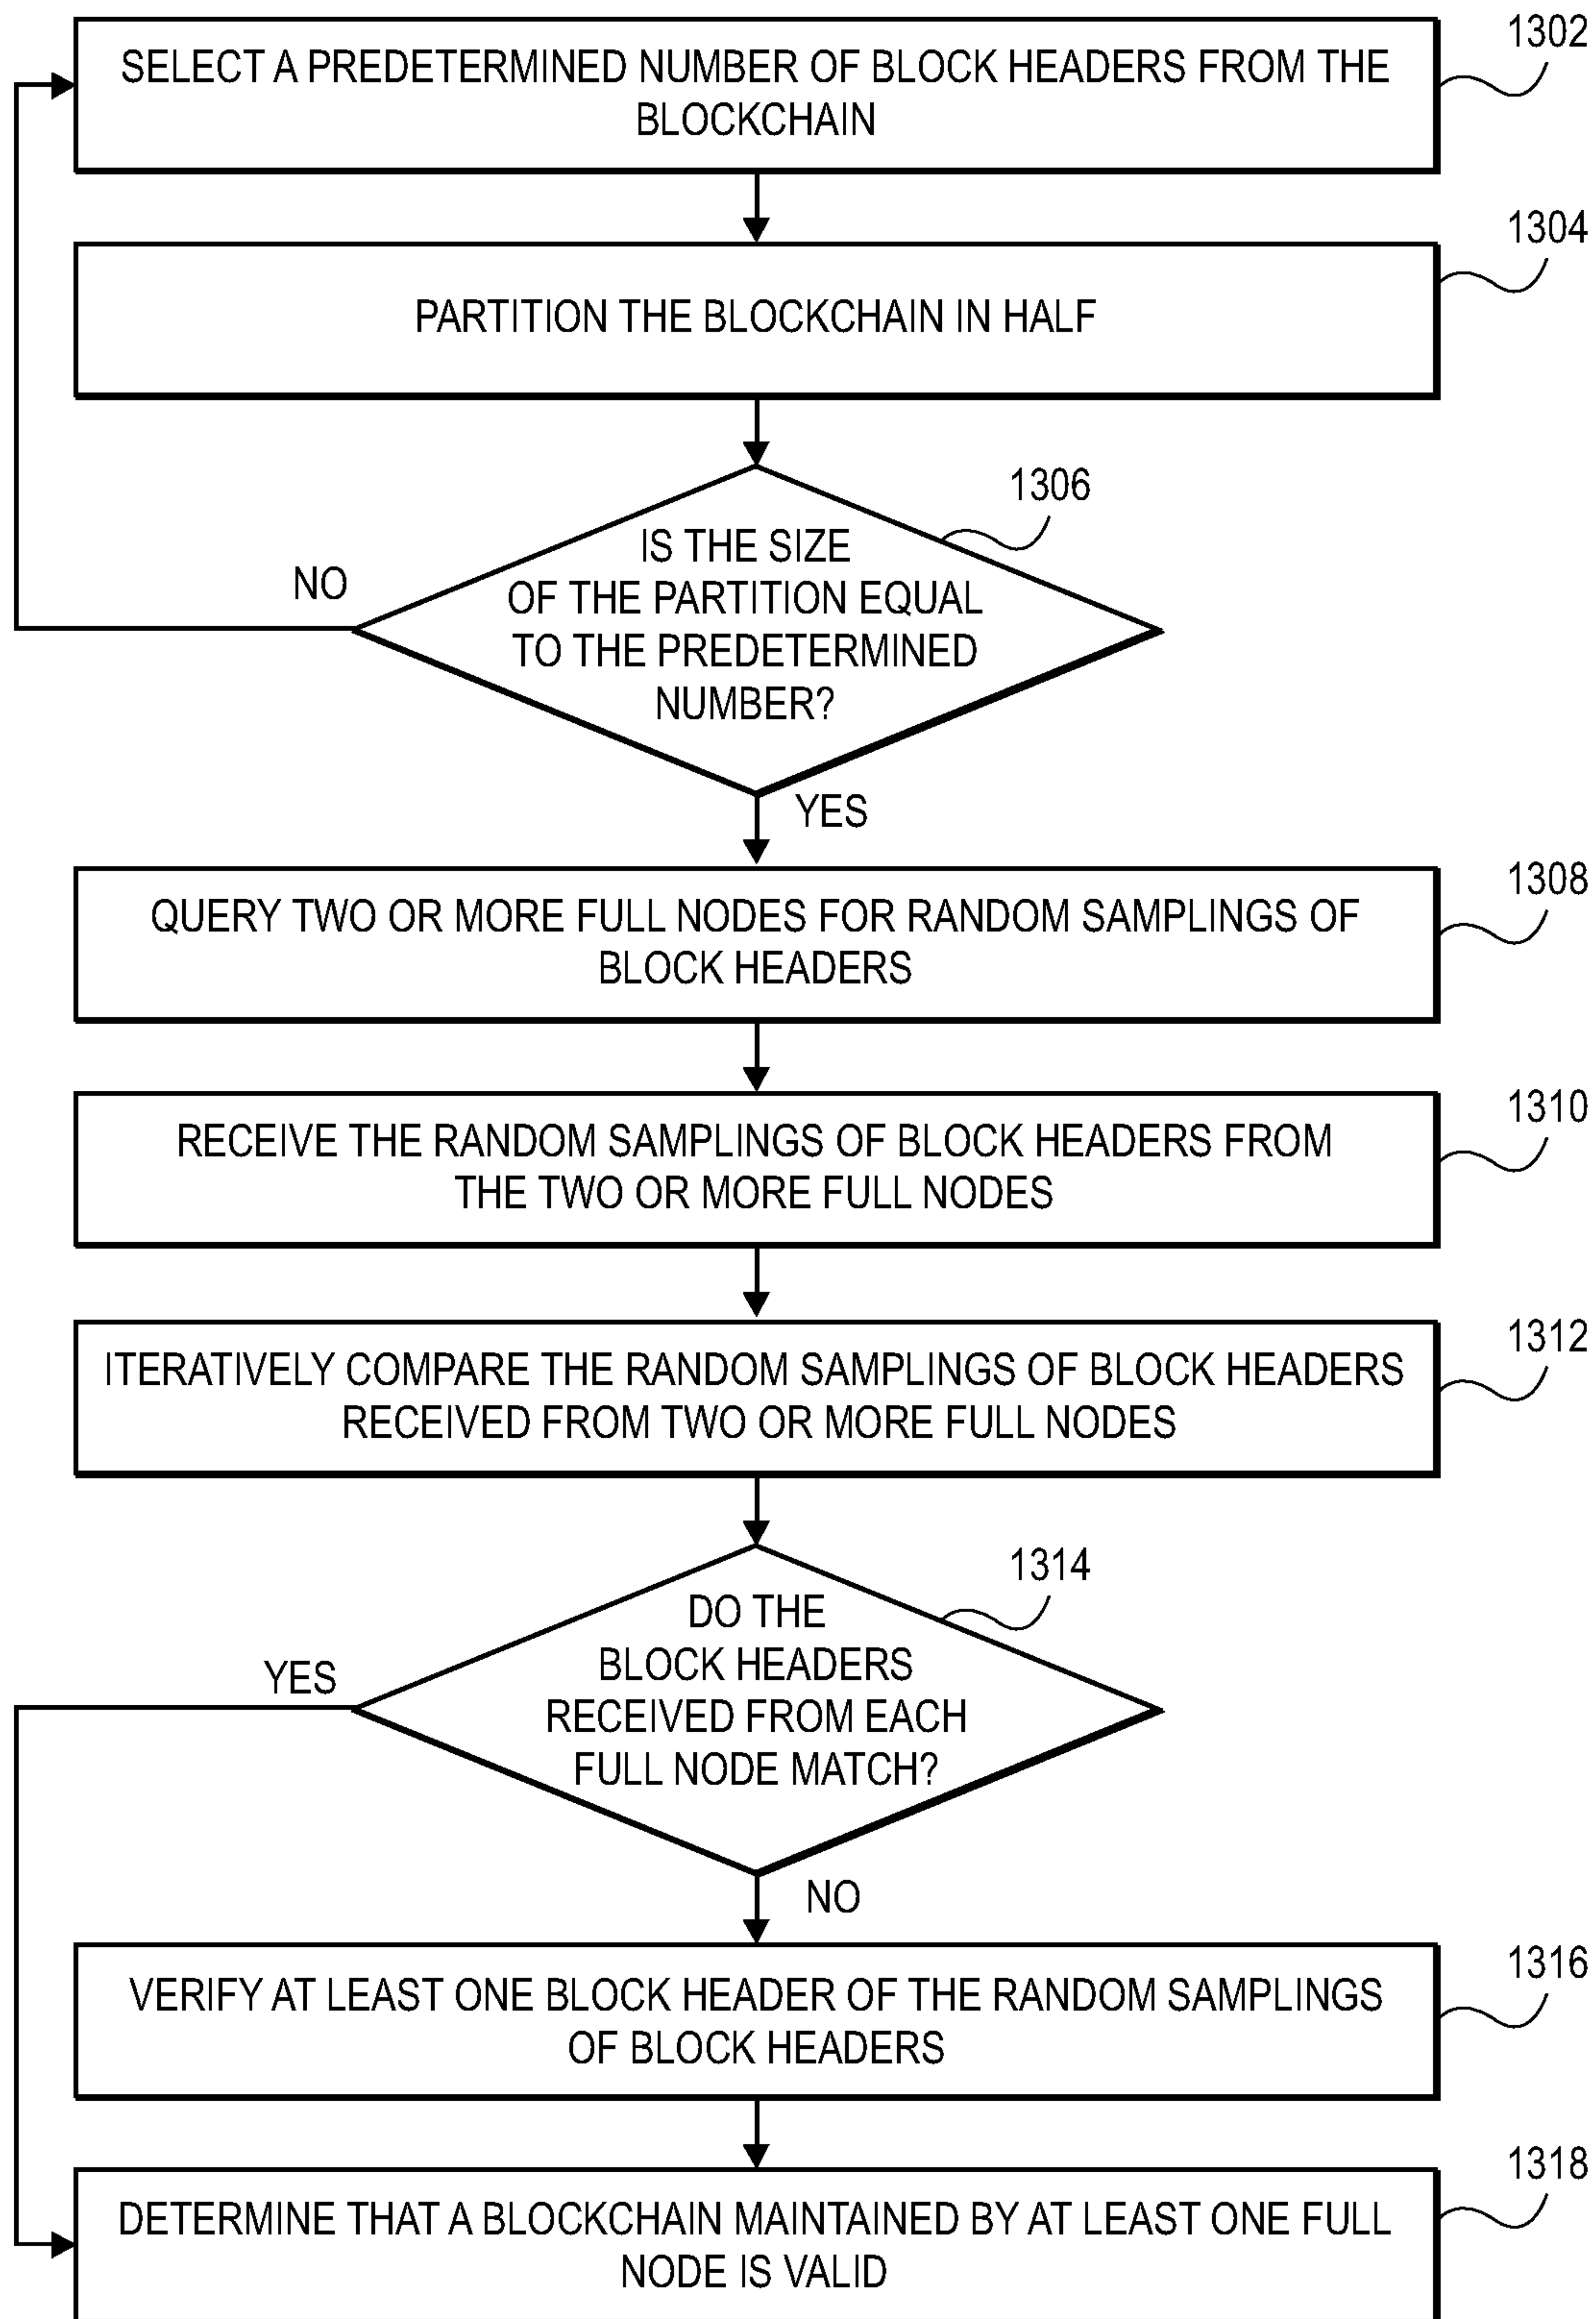 1302
SELECT A PREDETERMINED NUMBER OF BLOCK HEADERS FROM THE
BLOCKCHAIN
1304
PARTITION THE BLOCKCHAIN IN HALF
1306
IS THE SIZE
OF THE PARTITION EQUAL
TO THE PREDETERMINED
NUMBER?
NO
YES
1308
QUERY TWO OR MORE FULL NODES FOR RANDOM SAMPLINGS OF
BLOCK HEADERS
1310
RECEIVE THE RANDOM SAMPLINGS OF BLOCK HEADERS FROM
THE TWO OR MORE FULL NODES
1312
ITERATIVELY COMPARE THE RANDOM SAMPLINGS OF BLOCK HEADERS
RECEIVED FROM TWO OR MORE FULL NODES
1314
DO THE
BLOCK HEADERS
RECEIVED FROM EACH
FULL NODE MATCH?
YES
NO
1316
VERIFY AT LEAST ONE BLOCK HEADER OF THE RANDOM SAMPLINGS
OF BLOCK HEADERS
1318
DETERMINE THAT A BLOCKCHAIN MAINTAINED BY AT LEAST ONE FULL
NODE IS VALID